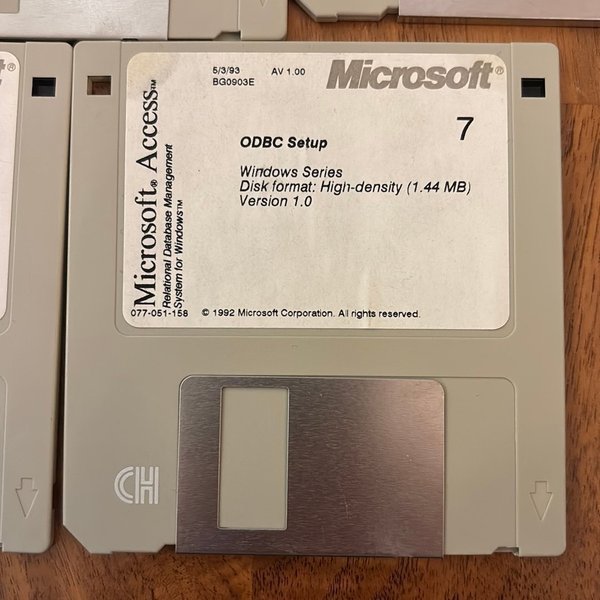 5/3/93 AV 1.00 Microsoft®
BG0903E
7
ODBC Setup
Windows Series
Disk format: High-density (1.44 MB)
Version 1.0
Microsoft® Access™
Relational Database Management
System for Windows™
077-051-158 © 1992 Microsoft Corporation. All rights reserved.
CH
t®